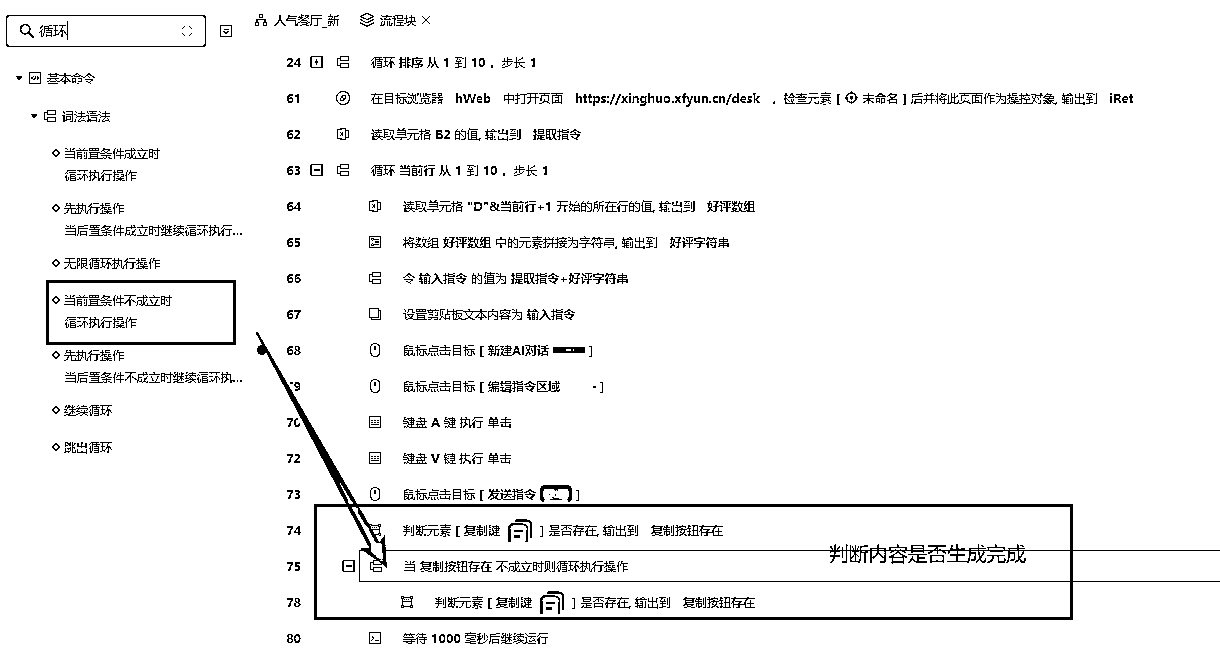 循环
人气餐厅_新
流程块
基本命令
词法语法
当前置条件成立时
循环执行操作
先执行操作
当后置条件成立时继续循环执行...
无限循环执行操作
当前置条件不成立时
循环执行操作
先执行操作
当后置条件不成立时继续循环执...
继续循环
跳出循环
24 循环 排序 从 1 到 10 ，步长 1
61 在目标浏览器 hWeb 中打开页面 https://xinghuo.xfyun.cn/desk ，检查元素 [ 未命名 ] 后并将此页面作为操控对象, 输出到 iRet
62 读取单元格 B2 的值, 输出到 提取指令
63 循环 当前行 从 1 到 10 ，步长 1
64 读取单元格 "D"&当前行+1 开始的所在行的值, 输出到 好评数组
65 将数组 好评数组 中的元素拼接为字符串, 输出到 好评字符串
66 令 输入指令 的值为 提取指令+好评字符串
67 设置剪贴板文本内容为 输入指令
68 鼠标点击目标 [ 新建AI对话 ]
鼠标点击目标 [ 编辑指令区域 - ]
70 键盘 A 键 执行 单击
72 键盘 V 键 执行 单击
73 鼠标点击目标 [ 发送指令 ]
74 判断元素 [ 复制键 ] 是否存在, 输出到 复制按钮存在
判断内容是否生成完成
75 当 复制按钮存在 不成立时则循环执行操作
78 判断元素 [ 复制键 ] 是否存在, 输出到 复制按钮存在
80 等待 1000 毫秒后继续运行